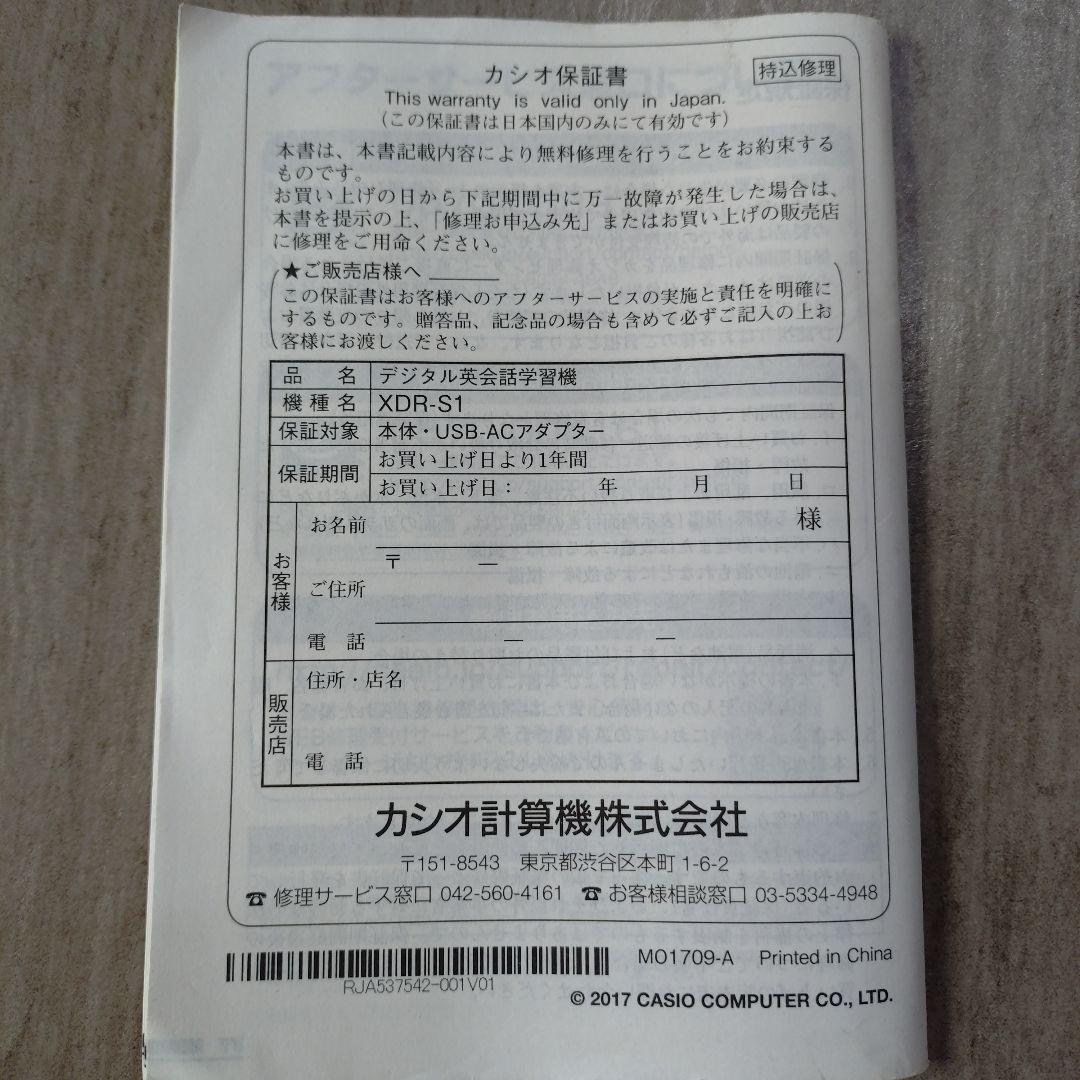 カシオ保証書
持込修理
This warranty is valid only in Japan.
(この保証書は日本国内のみにて有効です)
本書は、本書記載内容により無料修理を行うことをお約束する
ものです。
お買い上げの日から下記期間中に万一故障が発生した場合は、
本書を提示の上、「修理お申込み先」またはお買い上げの販売店
に修理をご用命ください。
★ご販売店様へ
この保証書はお客様へのアフターサービスの実施と責任を明確に
するものです。贈答品、記念品の場合も含めて必ずご記入の上お
客様にお渡しください。
品 名 デジタル英会話学習機
機種名 XDR-S1
保証対象 本体・USB-ACアダプター
保証期間 お買い上げ日より1年間
お買い上げ日： 年 月 日
お客様
お名前 様
〒 —
ご住所
電 話 — —
販売店
住所・店名
電 話
カシオ計算機株式会社
〒151-8543 東京都渋谷区本町 1-6-2
☎ 修理サービス窓口 042-560-4161 ☎ お客様相談窓口 03-5334-4948
MO1709-A Printed in China
RJA537542-001V01
© 2017 CASIO COMPUTER CO., LTD.